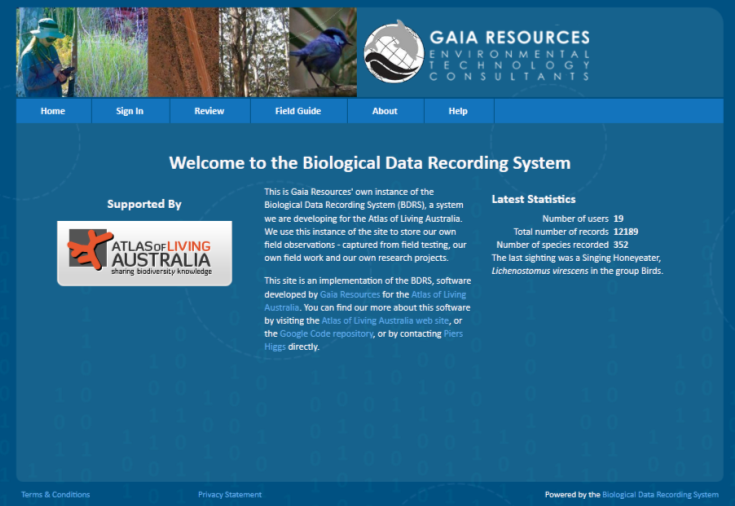 GAIA RESOURCES
ENVIRONMENTAL
TECHNOLOGY
CONSULTANTS
Home Sign In Review Field Guide About Help
Welcome to the Biological Data Recording System
Supported By
ATLAS OF LIVING
AUSTRALIA
sharing biodiversity knowledge
This is Gaia Resources' own instance of the
Biological Data Recording System (BDRS), a system
we are developing for the Atlas of Living Australia.
We use this instance of the site to store our own
field observations - captured from field testing, our
own field work and our own research projects.
This site is an implementation of the BDRS, software
developed by Gaia Resources for the Atlas of Living
Australia. You can find our more about this software
by visiting the Atlas of Living Australia web site, or
the Google Code repository, or by contacting Piers
Higgs directly.
Latest Statistics
Number of users 19
Total number of records 12189
Number of species recorded 352
The last sighting was a Singing Honeyeater,
Lichenostomus virescens in the group Birds.
Terms & Conditions Privacy Statement Powered by the Biological Data Recording System